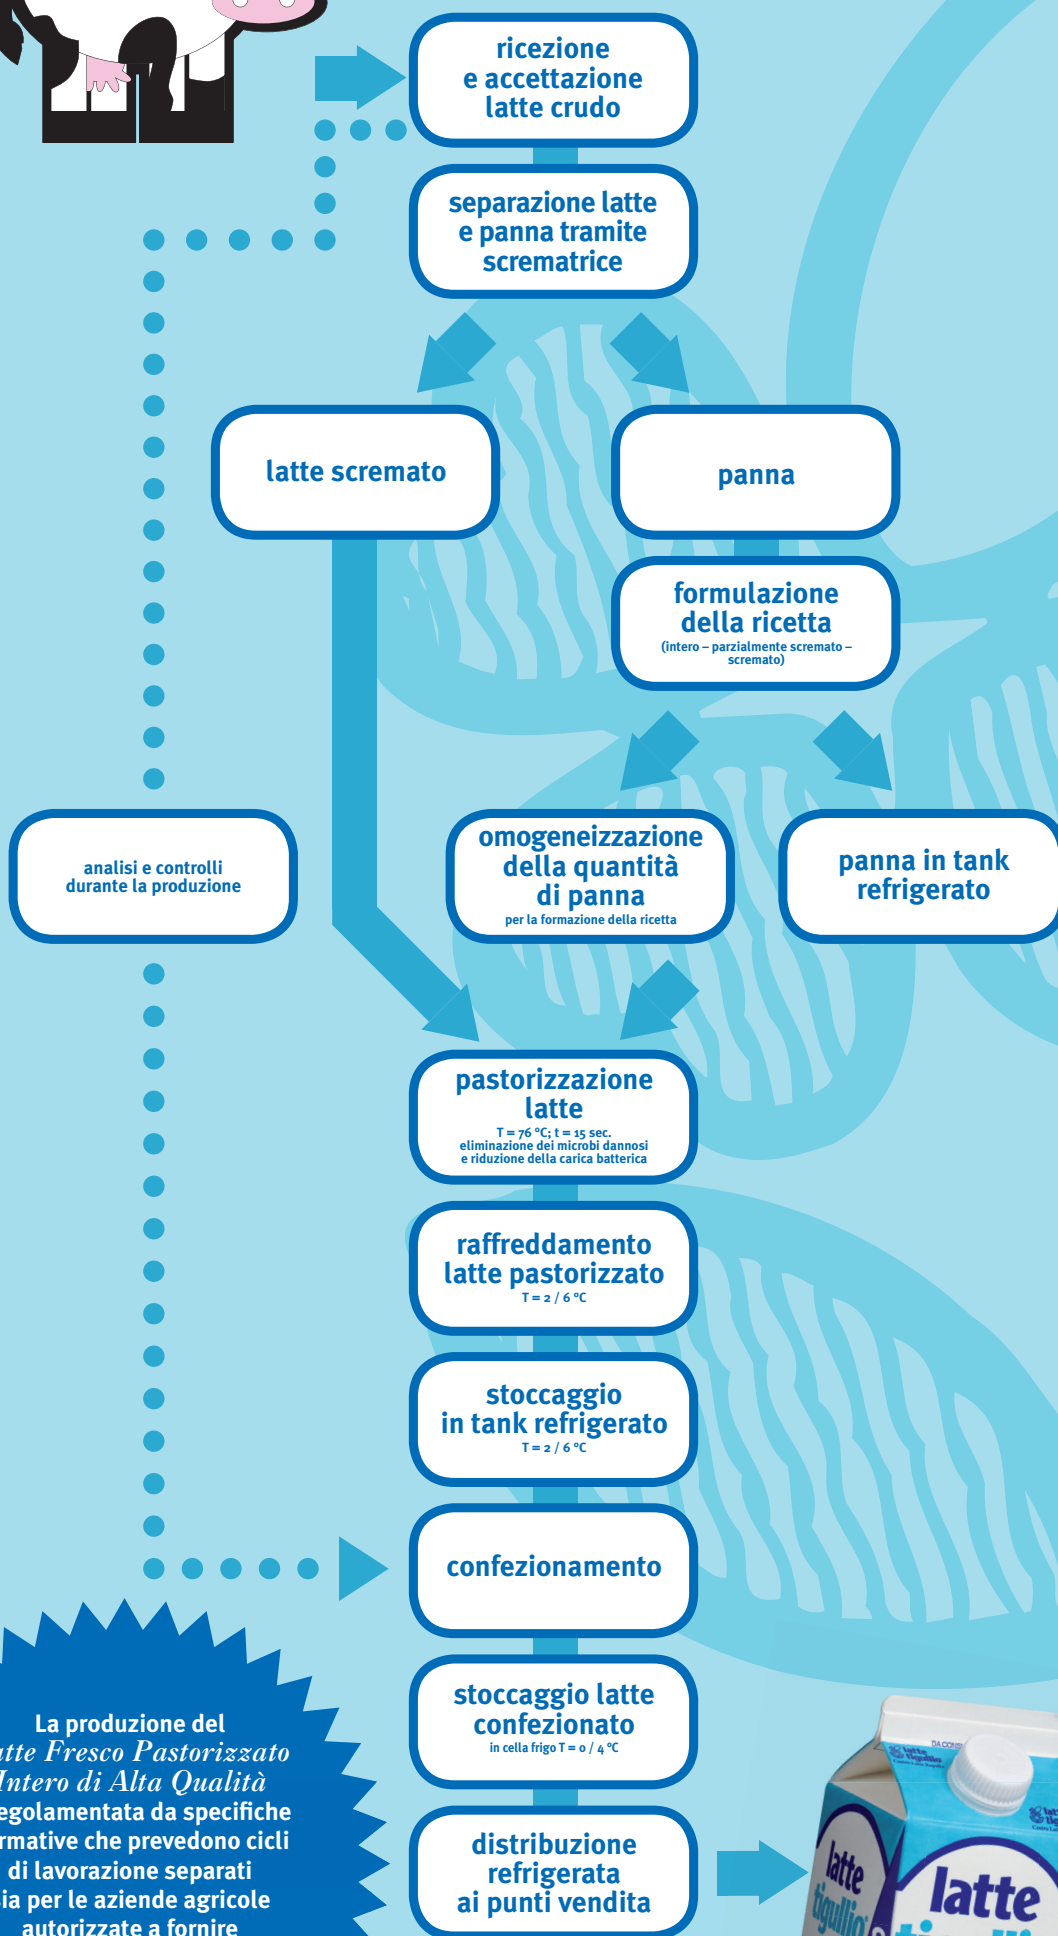 ricezione
e accettazione
latte crudo
separazione latte
e panna tramite
scrematrice
latte scremato
panna
formulazione
della ricetta
(intero – parzialmente scremato –
scremato)
analisi e controlli
durante la produzione
omogeneizzazione
della quantità
di panna
per la formazione della ricetta
panna in tank
refrigerato
pastorizzazione
latte
T = 76 °C; t = 15 sec.
eliminazione dei microbi dannosi
e riduzione della carica batterica
raffreddamento
latte pastorizzato
T = 2 / 6 °C
stoccaggio
in tank refrigerato
T = 2 / 6 °C
confezionamento
stoccaggio latte
confezionato
in cella frigo T = 0 / 4 °C
distribuzione
refrigerata
ai punti vendita
La produzione del
Fresco Pastorizzato
Intero di Alta Qualità
da specifiche
che prevedono cicli
di lavorazione separati
per le aziende agricole
autorizzate a fornire
latte
tigullio
latte
tigullio
latte